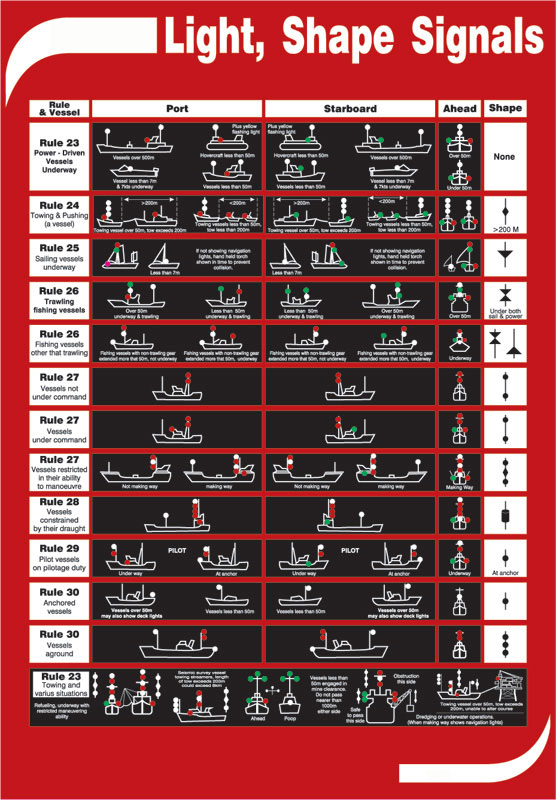 Light, Shape Signals
Rule
& Vessel
Port
Starboard
Ahead
Shape
Rule 23
Power - Driven
Vessels
Underway
Vessels over 500m
Plus yellow
flashing light
Hovercraft less than 50m
Vessel less than 7m
& 7kts underway
Vessels less than 50m
Plus yellow
flashing light
Hovercraft less than 50m
Vessels over 500m
Vessels less than 50m
Vessel less than 7m
& 7kts underway
Over 50m
Under 50m
None
Rule 24
Towing & Pushing
(a vessel)
>200m
<200m
Towing vessel over 50m, low exceeds 200m
Towing vessels less than 50m,
low less than 200m
>200m
<200m
Towing vessel over 50m, low exceeds 200m
Towing vessels less than 50m,
low less than 200m
>200 M
Rule 25
Sailing vessels
underway
Less than 7m
If not showing navigation
lights, hand held torch
shown in time to prevent
collision.
Less than 7m
If not showing navigation
lights, hand held torch
shown in time to prevent
collision.
Rule 26
Trawling
fishing vessels
Over 50m
underway & trawling
Less than 50m
underway & trawling
Less than 50m
underway & trawling
Over 50m
underway & trawling
Over 50m
Under both
sail & power
Rule 26
Fishing vessels
other that trawling
Fishing vessels with non-trawling gear
extended more that 50m, not underway
Fishing vessels with non-trawling gear
extended more that 50m, underway
Fishing vessels with non-trawling gear
extended more that 50m, not underway
Fishing vessels with non-trawling gear
extended more that 50m, underway
Underway
Rule 27
Vessels not
under command
Rule 27
Vessels
under command
Rule 27
Vessels restricted
in their ability
to manoeuvre
Not making way
making way
Not making way
making way
Making Way
Rule 28
Vessels
constrained
by their draught
Rule 29
Pilot vessels
on pilotage duty
Under way
PILOT
At anchor
Under way
PILOT
At anchor
Underway
At anchor
Rule 30
Anchored
vessels
Vessels over 50m
may also show deck lights
Vessels less than 50m
Vessels less than 50m
Vessels over 50m
may also show deck lights
Rule 30
Vessels
aground
Rule 23
Towing and
varius situations
Refueling, underway with
restricted maneuvering
ability
Seismic survey vessel
towing streamers, length
of low exceeds 200m
could exceed 8km
Ahead
Poop
Vessels less than
50m engaged in
mine clearance.
Do not pass
nearer than
1000m
either side
Safe
to pass
this side
Obstruction
this side
Towing vessel over 50m, low exceeds
200m, unable to alter course
Dredging or underwater operations.
(When making way shows navigation lights)